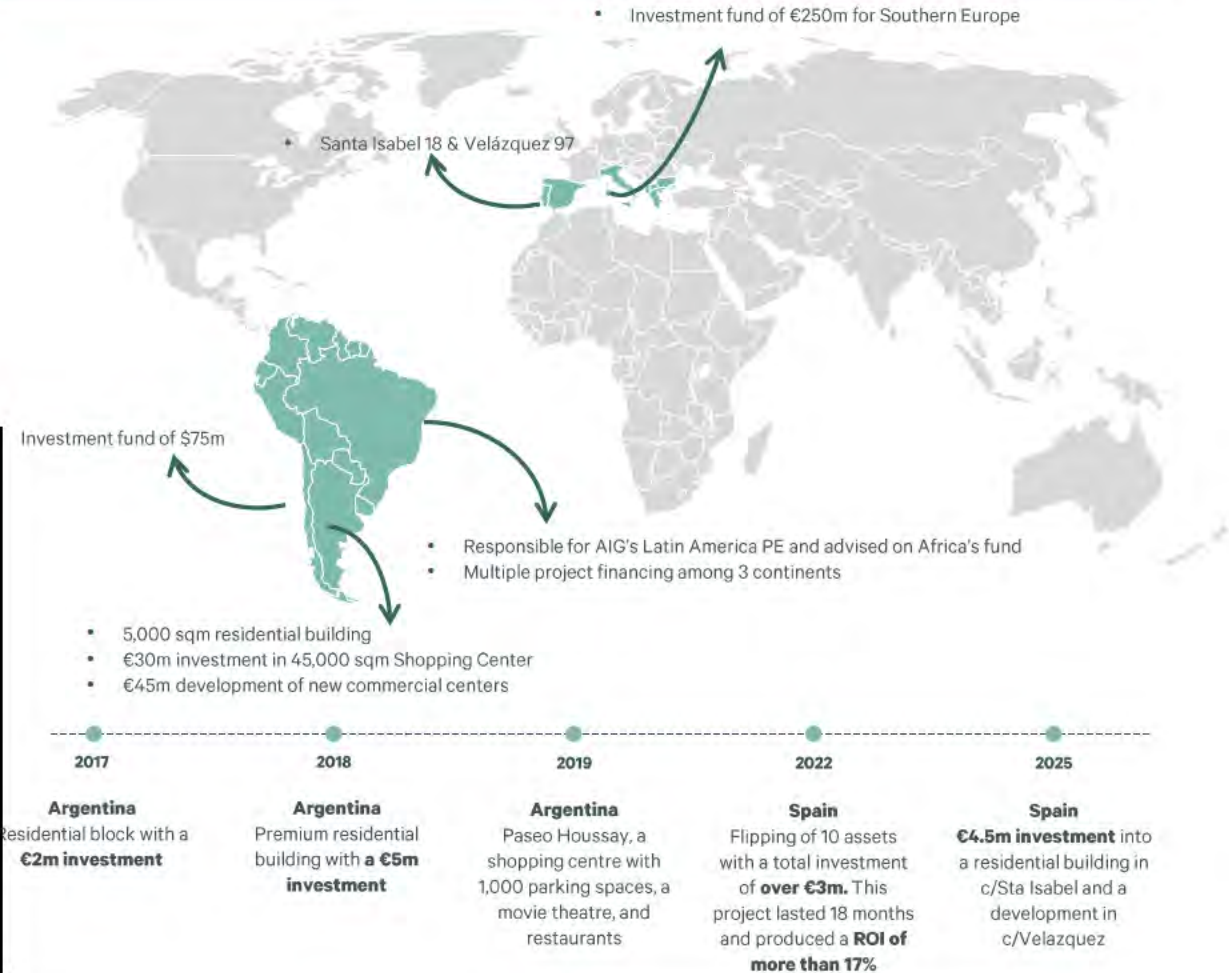 • Investment fund of €250m for Southern Europe
• Santa Isabel 18 & Velázquez 97
Investment fund of $75m
• Responsible for AIG's Latin America PE and advised on Africa's fund
• Multiple project financing among 3 continents
• 5,000 sqm residential building
• €30m investment in 45,000 sqm Shopping Center
• €45m development of new commercial centers
2017
Argentina
Residential block with a
€2m investment
2018
Argentina
Premium residential
building with a €5m
investment
2019
Argentina
Paseo Houssay, a
shopping centre with
1,000 parking spaces, a
movie theatre, and
restaurants
2022
Spain
Flipping of 10 assets
with a total investment
of over €3m. This
project lasted 18 months
and produced a ROI of
more than 17%
2025
Spain
€4.5m investment into
a residential building in
c/Sta Isabel and a
development in
c/Velazquez